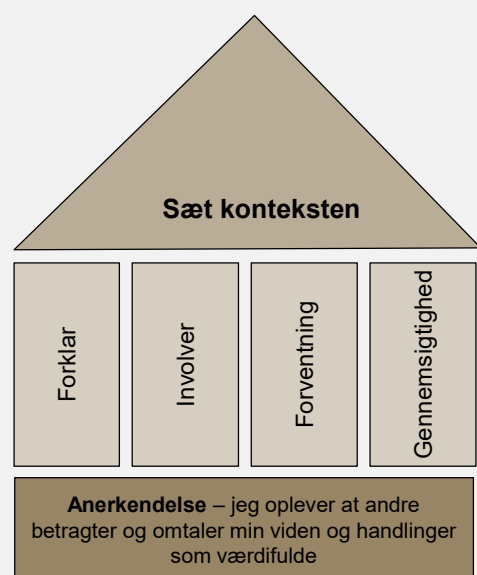 Sæt konteksten
Forklar
Involver
Forventning
Gennemsigtighed
Anerkendelse – jeg oplever at andre
betragter og omtaler min viden og handlinger
som værdifulde